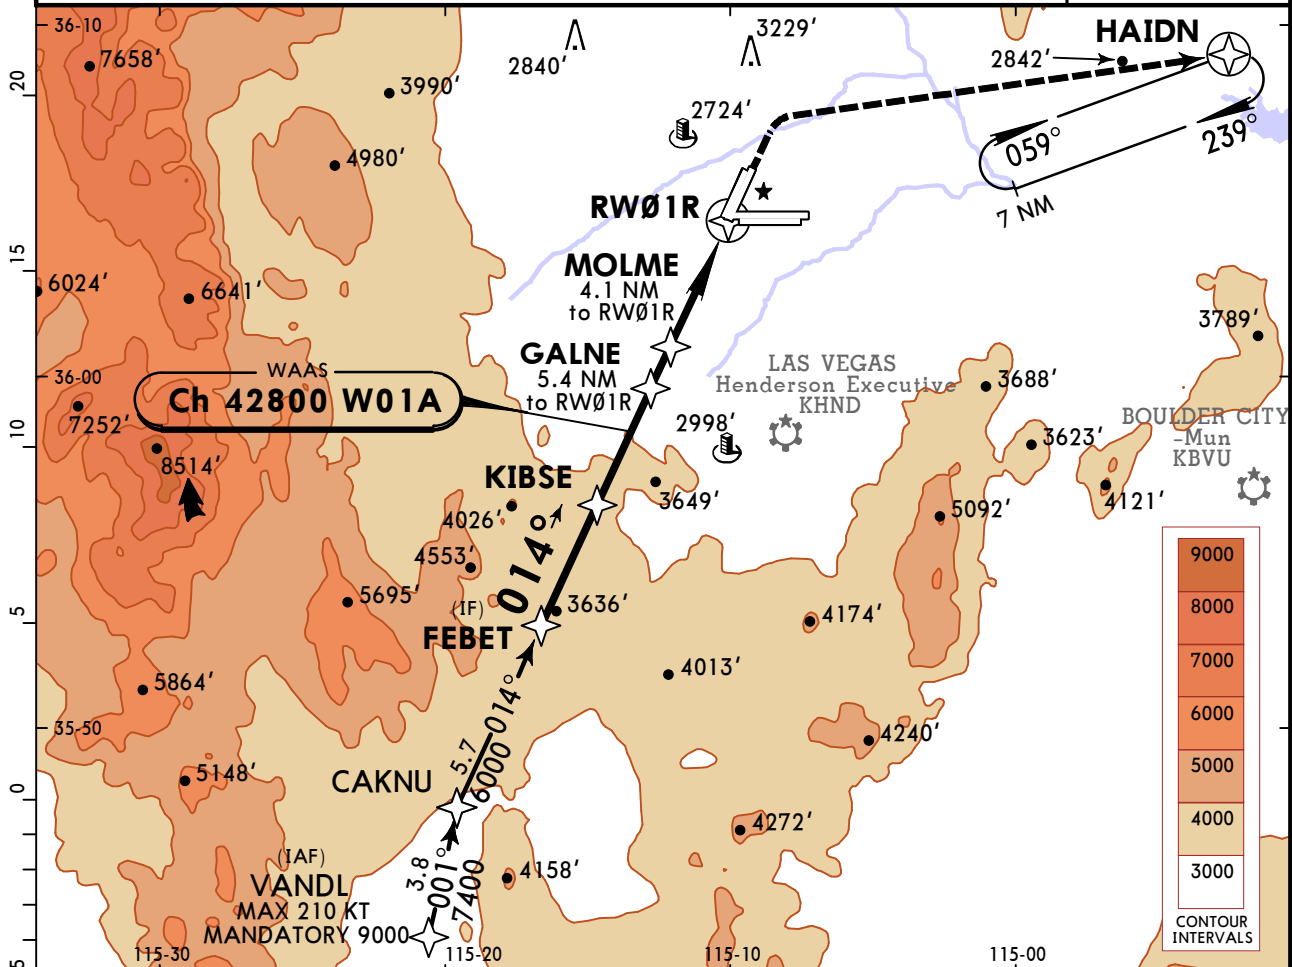 36-10
7658′
3990′
2840′
3229′
HAIDN
2842′
20
2724′
4980′
059°
239°
7 NM
RWØ1R
15
6024′
6641′
MOLME
4.1 NM
to RWØ1R
3789′
GALNE
5.4 NM
to RWØ1R
36-00
WAAS
Ch 42800 W01A
LAS VEGAS
Henderson Executive
KHND
3688′
7252′
2998′
BOULDER CITY
-Mun
KBVU
10
8514′
3623′
KIBSE
3649′
4121′
4026′
5092′
014°
4553′
5695′
(IF)
3636′
FEBET
4174′
5
4013′
5864′
014°
35-50
4240′
5.7
6000
CAKNU
5148′
0
4272′
3.8
001°
7400
4158′
(IAF)
VANDL
MAX 210 KT
MANDATORY 9000
115-30
115-20
115-10
115-00
5
9000
8000
7000
6000
5000
4000
3000
CONTOUR
INTERVALS